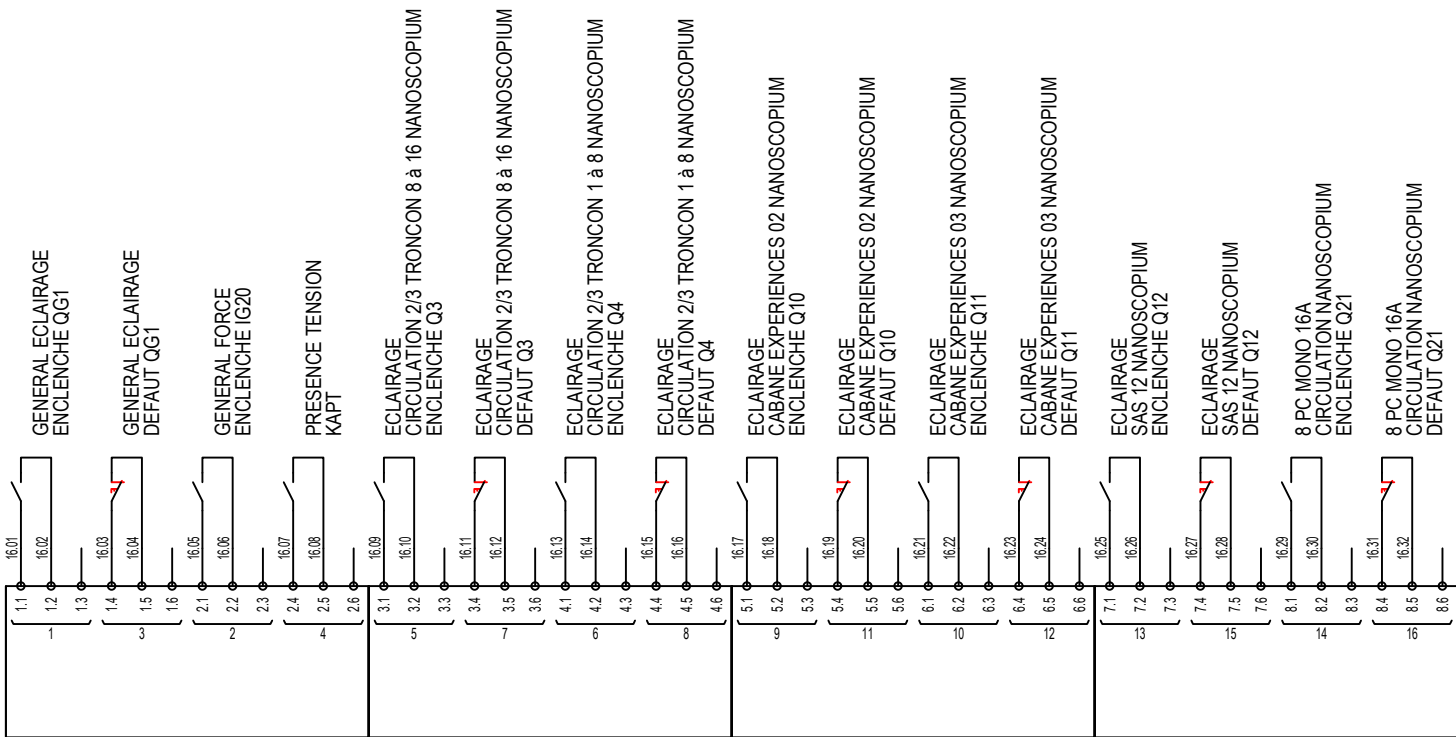 GENERAL ECLAIRAGE
ENCLENCHE QG1
GENERAL ECLAIRAGE
DEFAUT QG1
GENERAL FORCE
ENCLENCHE IG20
PRESENCE TENSION
KAPT
ECLAIRAGE
CIRCULATION 2/3 TRONCON 8 à 16 NANOSCOPIUM
ENCLENCHE Q3
ECLAIRAGE
CIRCULATION 2/3 TRONCON 8 à 16 NANOSCOPIUM
DEFAUT Q3
ECLAIRAGE
CIRCULATION 2/3 TRONCON 1 à 8 NANOSCOPIUM
ENCLENCHE Q4
ECLAIRAGE
CIRCULATION 2/3 TRONCON 1 à 8 NANOSCOPIUM
DEFAUT Q4
ECLAIRAGE
CABANE EXPERIENCES 02 NANOSCOPIUM
ENCLENCHE Q10
ECLAIRAGE
CABANE EXPERIENCES 02 NANOSCOPIUM
DEFAUT Q10
ECLAIRAGE
CABANE EXPERIENCES 03 NANOSCOPIUM
ENCLENCHE Q11
ECLAIRAGE
CABANE EXPERIENCES 03 NANOSCOPIUM
DEFAUT Q11
ECLAIRAGE
SAS 12 NANOSCOPIUM
ENCLENCHE Q12
ECLAIRAGE
SAS 12 NANOSCOPIUM
DEFAUT Q12
8 PC MONO 16A
CIRCULATION NANOSCOPIUM
ENCLENCHE Q21
8 PC MONO 16A
CIRCULATION NANOSCOPIUM
DEFAUT Q21
16.01 16.02 16.03 16.04 16.05 16.06 16.07 16.08 16.09 16.10 16.11 16.12 16.13 16.14 16.15 16.16 16.17 16.18 16.19 16.20 16.21 16.22 16.23 16.24 16.25 16.26 16.27 16.28 16.29 16.30 16.31 16.32
1.1 1.2 1.3 1.4 1.5 1.6 2.1 2.2 2.3 2.4 2.5 2.6 3.1 3.2 3.3 3.4 3.5 3.6 4.1 4.2 4.3 4.4 4.5 4.6 5.1 5.2 5.3 5.4 5.5 5.6 6.1 6.2 6.3 6.4 6.5 6.6 7.1 7.2 7.3 7.4 7.5 7.6 8.1 8.2 8.3 8.4 8.5 8.6
1 3 2 4 5 7 6 8 9 11 10 12 13 15 14 16